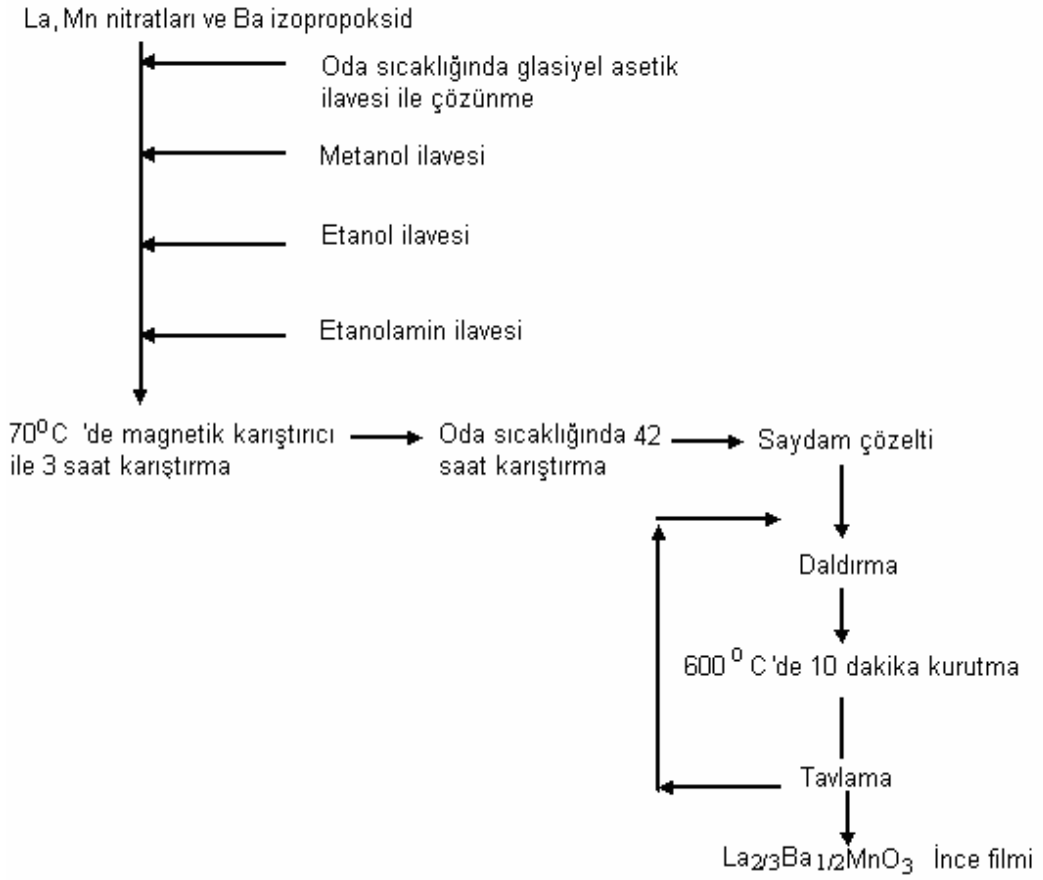 La, Mn nitratları ve Ba izopropoksid
Oda sıcaklığında glasiyel asetik
ilavesi ile çözünme
Metanol ilavesi
Etanol ilavesi
Etanolamin ilavesi
70⁰C 'de magnetik karıştırıcı
ile 3 saat karıştırma
Oda sıcaklığında 42
saat karıştırma
Saydam çözelti
Daldırma
600 ⁰ C'de 10 dakika kurutma
Tavlama
La₂/₃Ba₁/₂MnO₃ İnce filmi